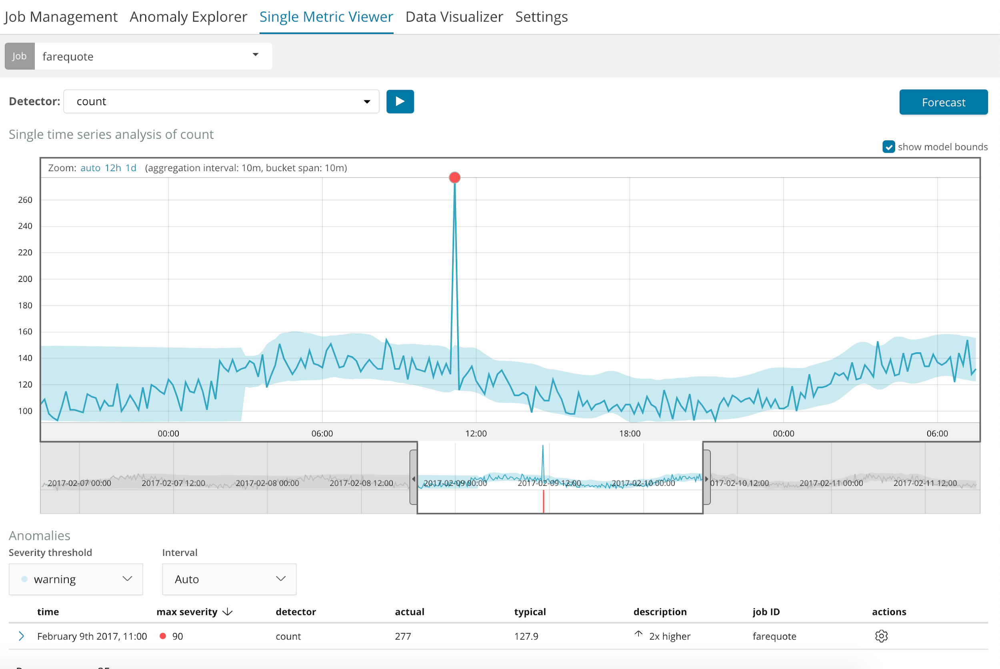 Job Management Anomaly Explorer Single Metric Viewer Data Visualizer Settings
Job farequote
Detector: count Forecast
Single time series analysis of count
show model bounds
Zoom: auto 12h 1d (aggregation interval: 10m, bucket span: 10m)
260
240
220
200
180
160
140
120
100
00:00 06:00 12:00 18:00 00:00 06:00
2017-02-07 00:00 2017-02-07 12:00 2017-02-08 00:00 2017-02-08 12:00 2017-02-09 00:00 2017-02-09 12:00 2017-02-10 00:00 017-02-10 12:00 2017-02-11 00:00 2017-02-11 12:00
Anomalies
Severity threshold Interval
warning Auto
time max severity detector actual typical description job ID actions
February 9th 2017, 11:00 90 count 277 127.9 2x higher farequote